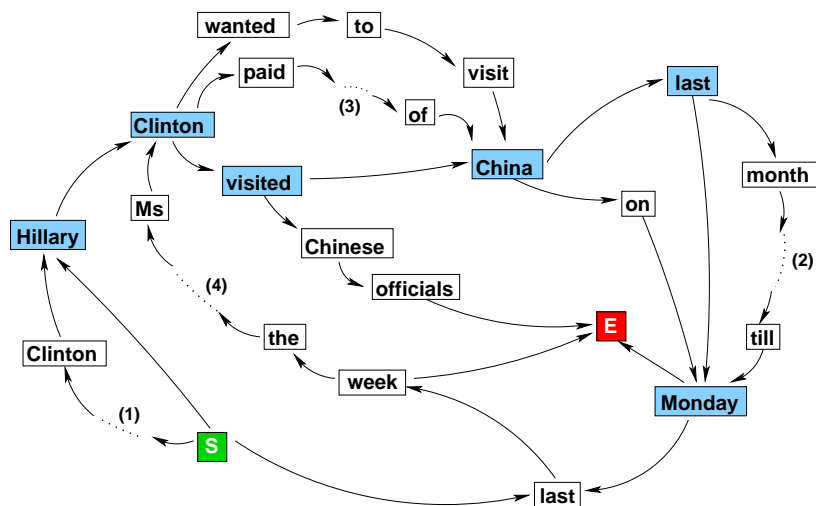 wanted
to
paid
visit
(3)
of
last
Clinton
China
visited
month
Ms
on
Hillary
Chinese
(2)
(4)
officials
E
the
till
Clinton
week
Monday
(1)
S
last